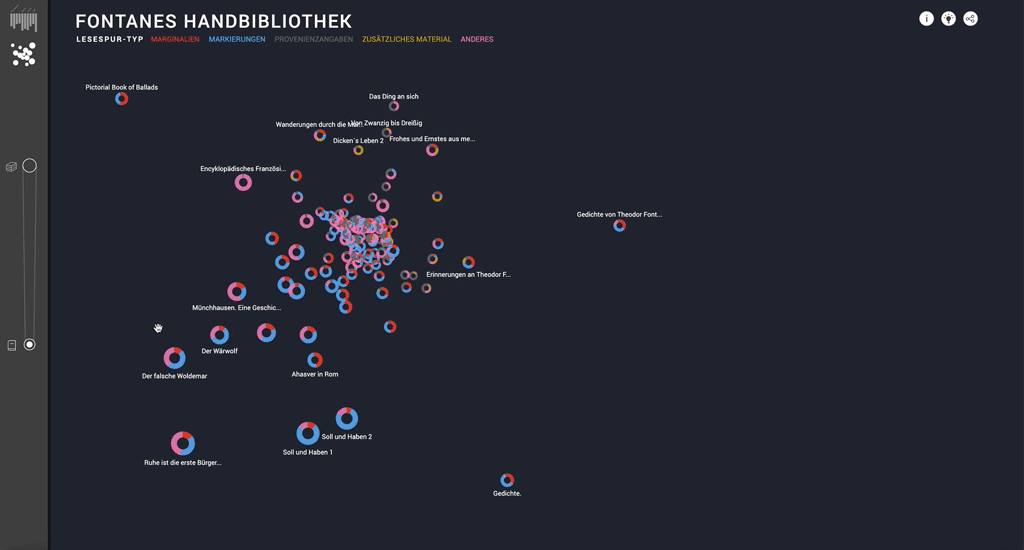 FONTANES HANDBIBLIOTHEK
LESESPUR-TYP MARGINALIEN MARKIERUNGEN PROVENIENZANGABEN ZUSÄTZLICHES MATERIAL ANDERES
Pictorial Book of Ballads
Das Ding an sich
Wanderungen durch die Ma...
Von Zwanzig bis Dreißig
Dicken´s Leben 2
Frohes und Ernstes aus me...
Encyklopädisches Französi...
Gedichte von Theodor Font...
Erinnerungen an Theodor F...
Münchhausen. Eine Geschic...
Der Wärwolf
Der falsche Woldemar
Ahasver in Rom
Soll und Haben 2
Soll und Haben 1
Ruhe ist die erste Bürger...
Gedichte.